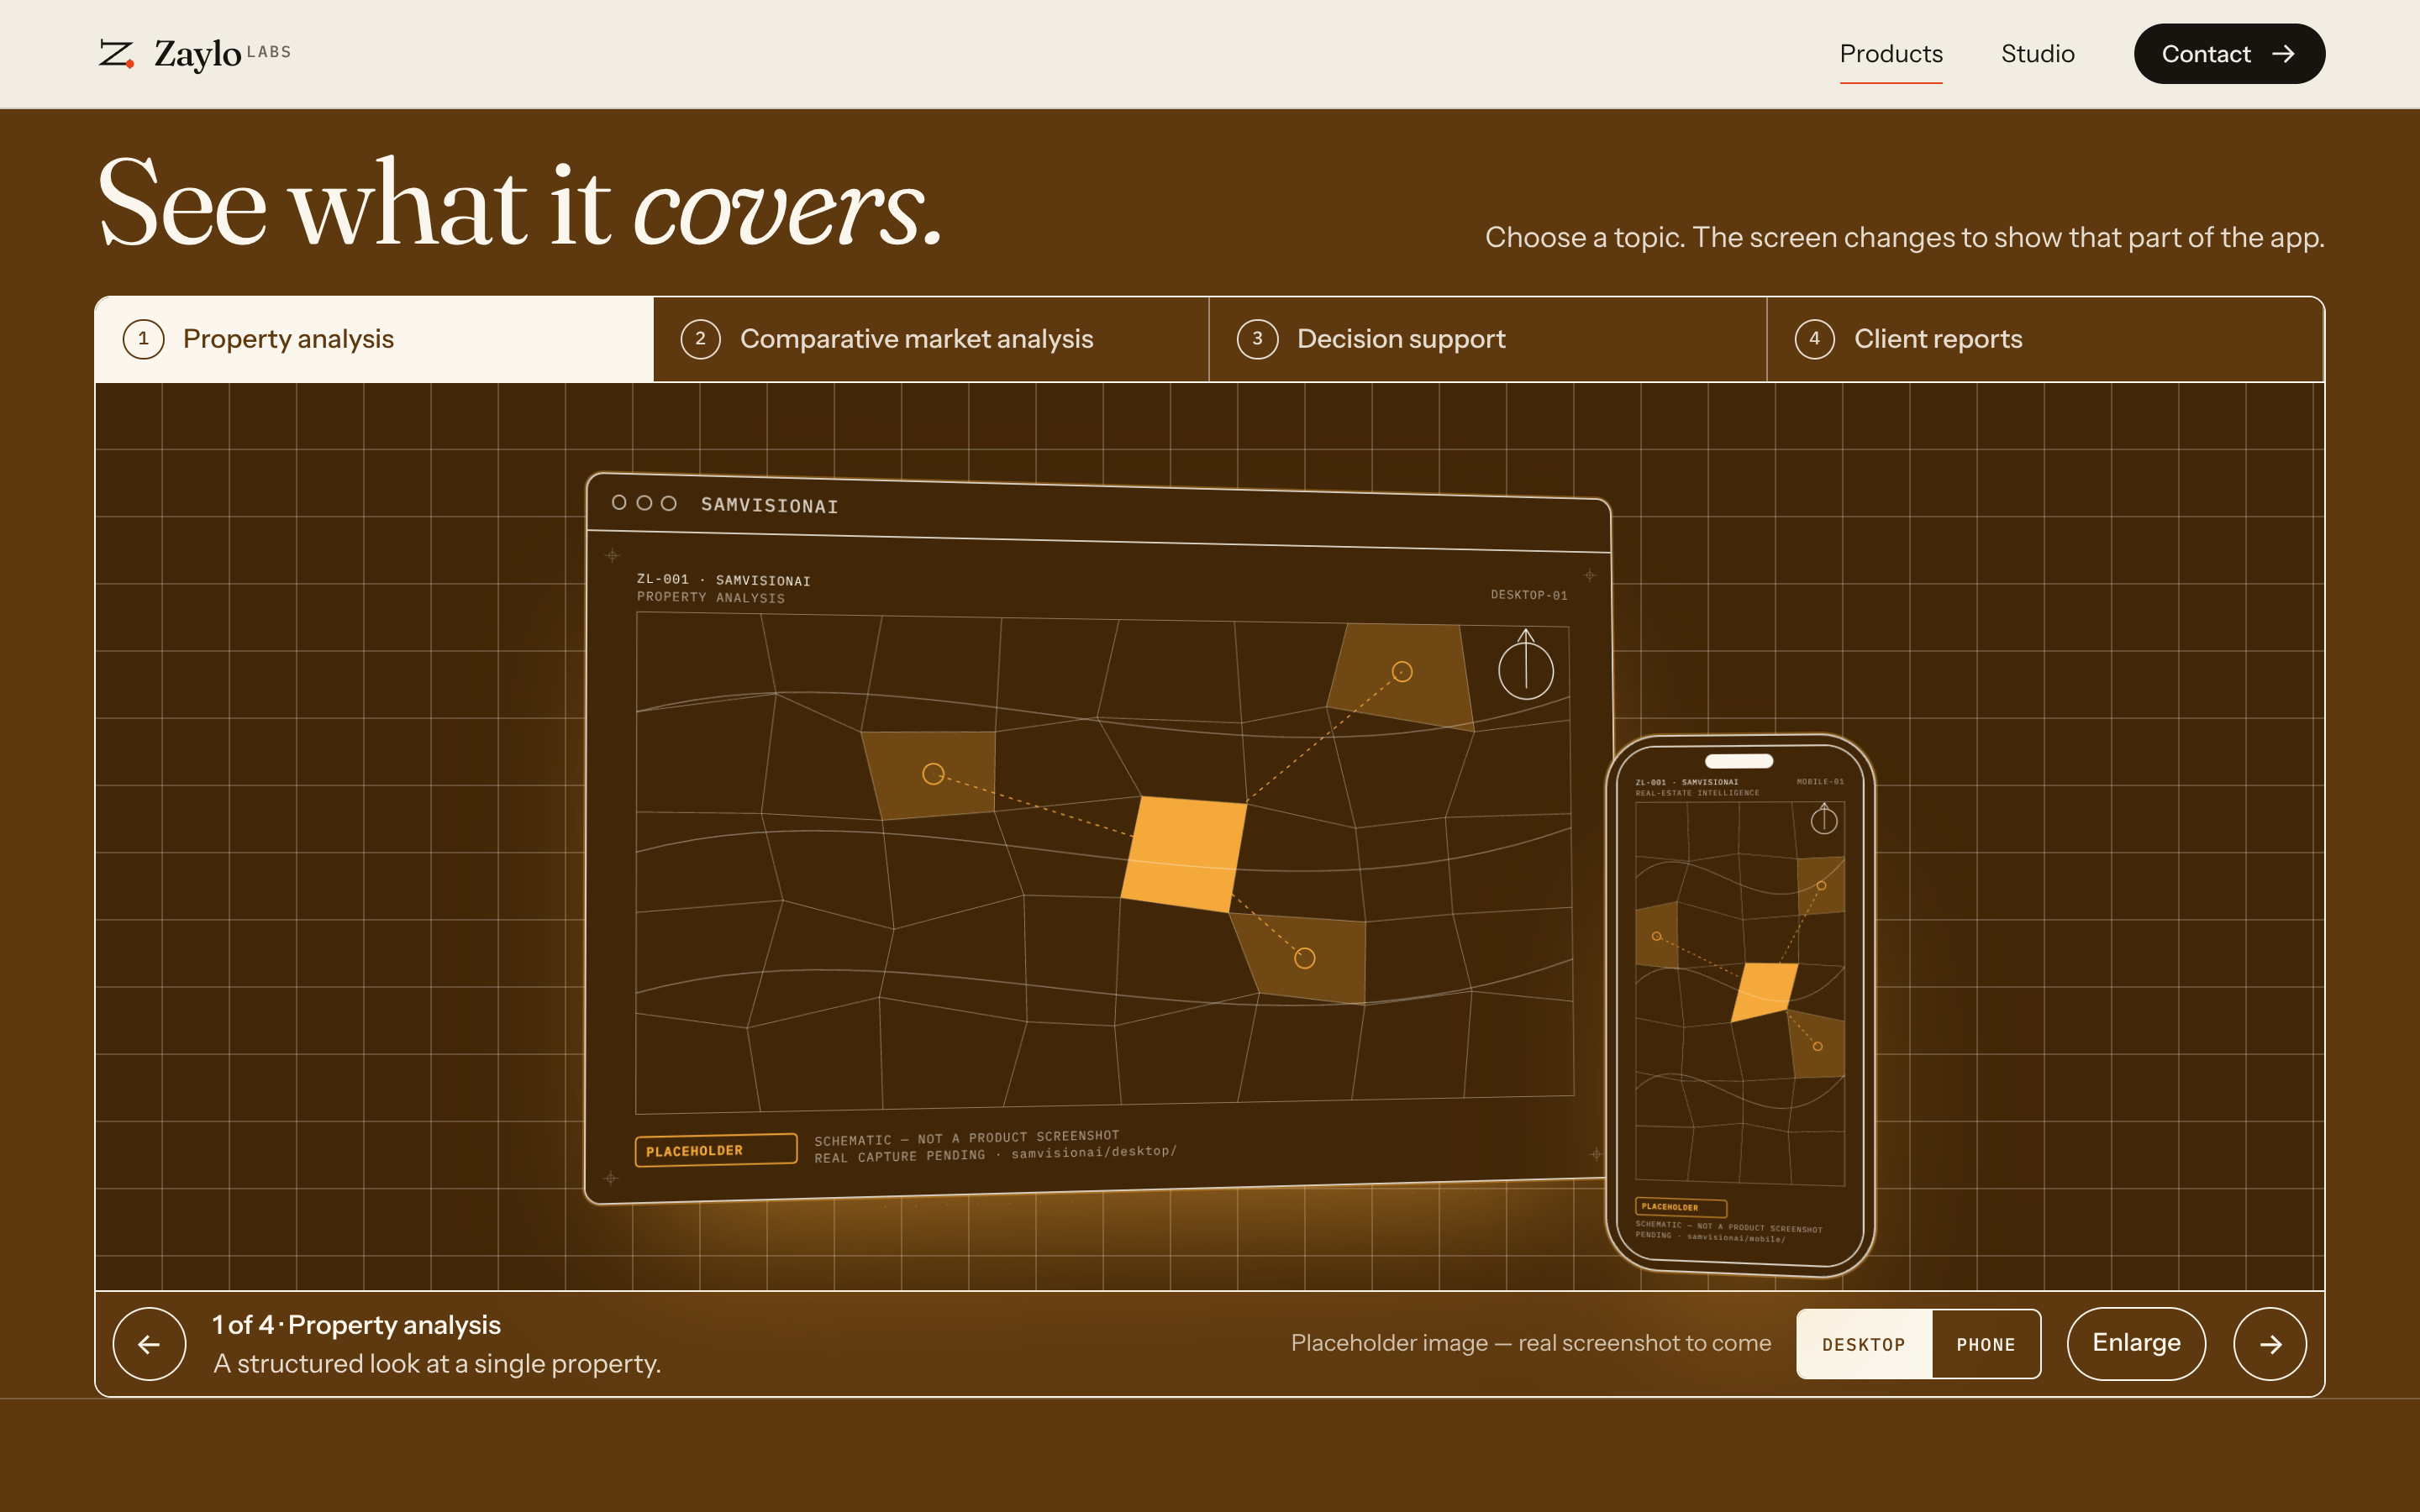 Zaylo LABS
Products
Studio
Contact →
See what it covers.
Choose a topic. The screen changes to show that part of the app.
1 Property analysis
2 Comparative market analysis
3 Decision support
4 Client reports
SAMVISIONAI
ZL-001 · SAMVISIONAI
PROPERTY ANALYSIS
DESKTOP-01
PLACEHOLDER
SCHEMATIC — NOT A PRODUCT SCREENSHOT
REAL CAPTURE PENDING · samvisionai/desktop/
ZL-001 · SAMVISIONAI
MOBILE-01
REAL-ESTATE INTELLIGENCE
PLACEHOLDER
SCHEMATIC — NOT A PRODUCT SCREENSHOT
PENDING · samvisionai/mobile/
←
1 of 4 · Property analysis
A structured look at a single property.
Placeholder image — real screenshot to come
DESKTOP
PHONE
Enlarge
→